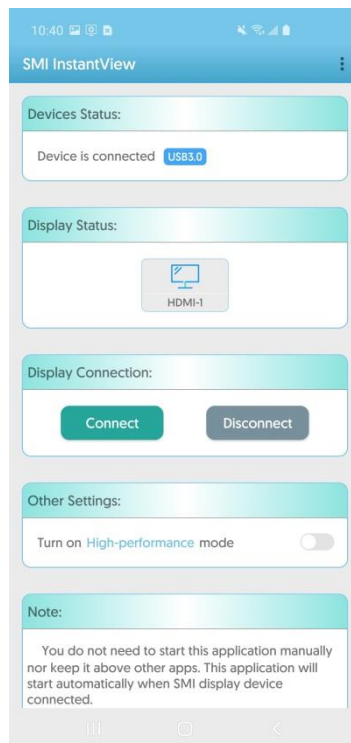 10:40
SMI InstantView
Devices Status:
Device is connected USB3.0
Display Status:
HDMI-1
Display Connection:
Connect Disconnect
Other Settings:
Turn on High-performance mode
Note:
You do not need to start this application manually
nor keep it above other apps. This application will
start automatically when SMI display device
connected.